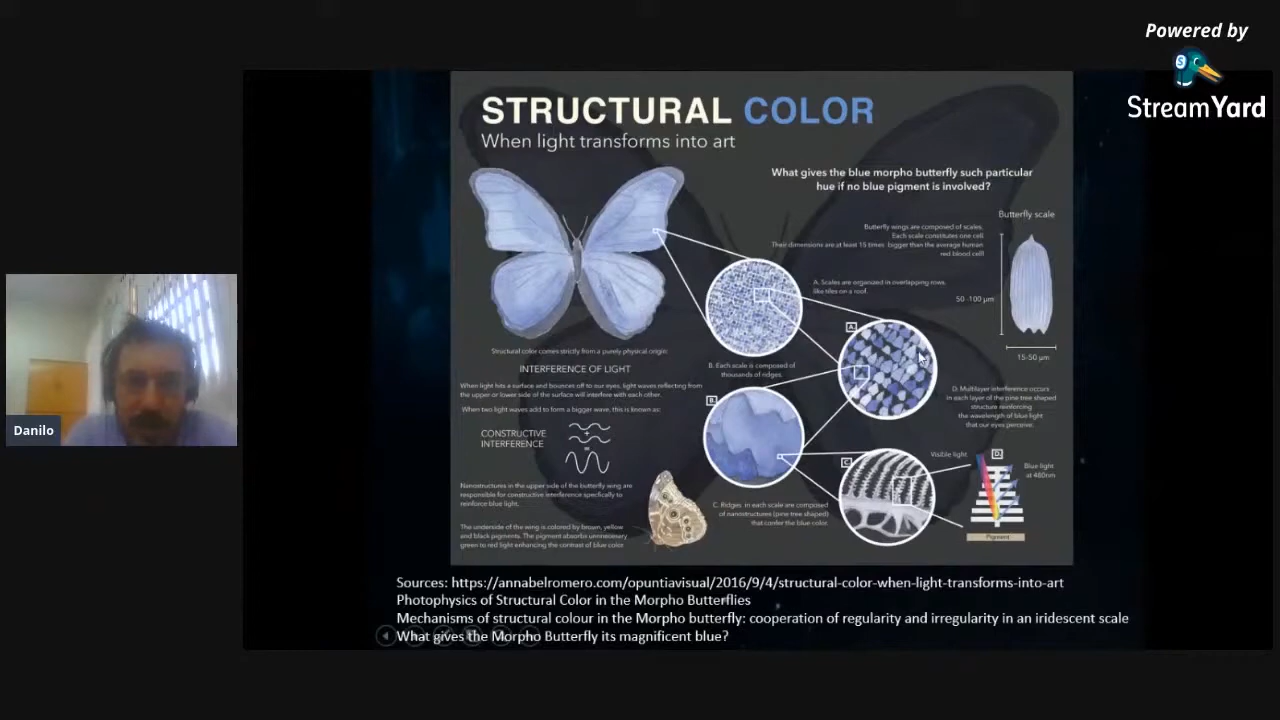 Powered by
StreamYard
STRUCTURAL COLOR
When light transforms into art
What gives the blue morpho butterfly such particular
hue if no blue pigment is involved?
Butterfly scale
Butterfly wings are composed of scales.
Each scale constitutes one cell
Their dimensions are at least 15 times bigger than the average human
red blood cell!
50 -100 µm
15-50 µm
A. Scales are organized in overlapping rows,
like tiles on a roof.
A.
Structural color comes strictly from a purely physical origin:
INTERFERENCE OF LIGHT
When light hits a surface and bounces off to our eyes, light waves reflecting from
the upper or lower side of the surface will interfere with each other.
When two light waves add to form a bigger wave, this is known as:
CONSTRUCTIVE
INTERFERENCE
+
=
B. Each scale is composed of
thousands of ridges.
B.
D. Multilayer interference occurs
in each layer of the pine tree shaped
structure reinforcing
the wavelength of blue light
that our eyes perceive.
Danilo
C.
Visible light
D.
Blue light
at 480nm
Pigment
Nanostructures in the upper side of the butterfly wing are
responsible for constructive interference specfically to
reinforce blue light.
C. Ridges in each scale are composed
of nanostructures (pine tree shaped)
that confer the blue color.
The underside of the wing is colored by brown, yellow
and black pigments. The pigment absorbs unnecessary
green to red light enhancing the contrast of blue color
Sources: https://annabelromero.com/opuntiavisual/2016/9/4/structural-color-when-light-transforms-into-art
Photophysics of Structural Color in the Morpho Butterflies
Mechanisms of structural colour in the Morpho butterfly: cooperation of regularity and irregularity in an iridescent scale
What gives the Morpho Butterfly its magnificent blue?